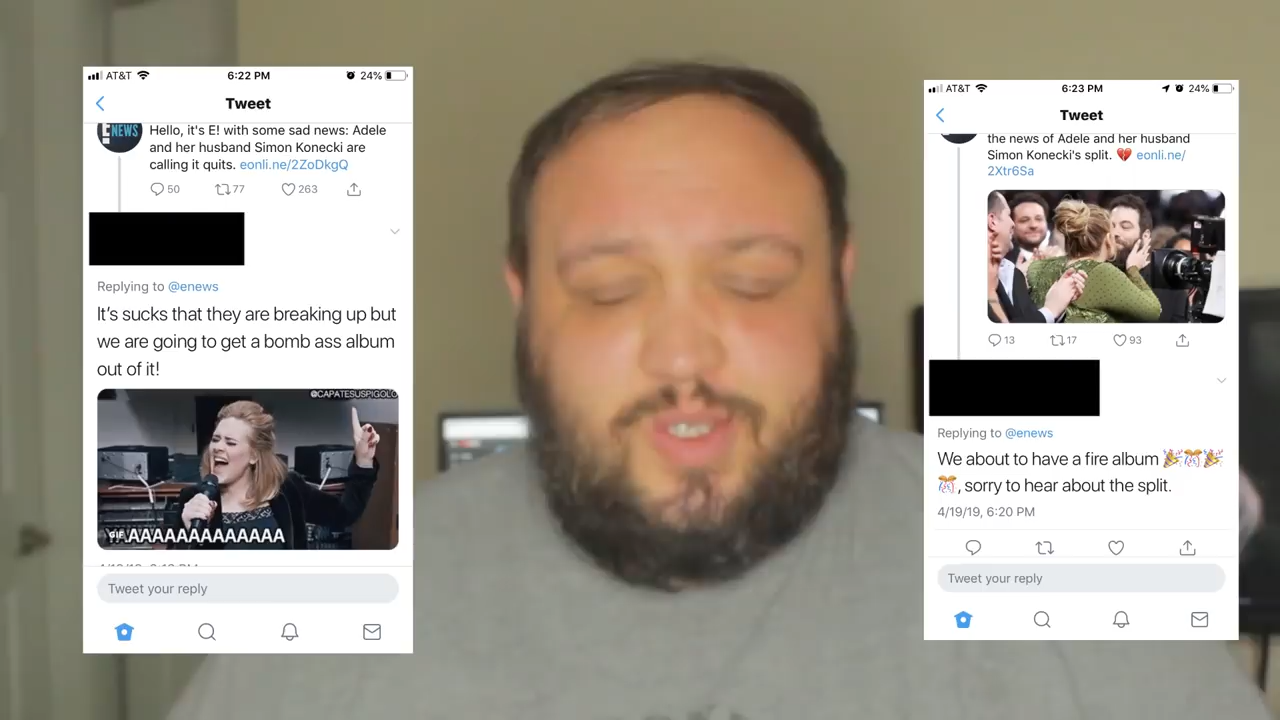 AT&T 6:22 PM 24%
Tweet
E! NEWS
Hello, it's E! with some sad news: Adele
and her husband Simon Konecki are
calling it quits. eonli.ne/2ZoDkgQ
50 77 263
Replying to @enews
It's sucks that they are breaking up but
we are going to get a bomb ass album
out of it!
@CAPATESUSPIGOLO
GIF AAAAAAAAAAAAA
Tweet your reply
AT&T 6:23 PM 24%
Tweet
the news of Adele and her husband
Simon Konecki's split. 💔 eonli.ne/
2Xtr6Sa
13 17 93
Replying to @enews
We about to have a fire album 🎉🎊🎉
🎊, sorry to hear about the split.
4/19/19, 6:20 PM
Tweet your reply